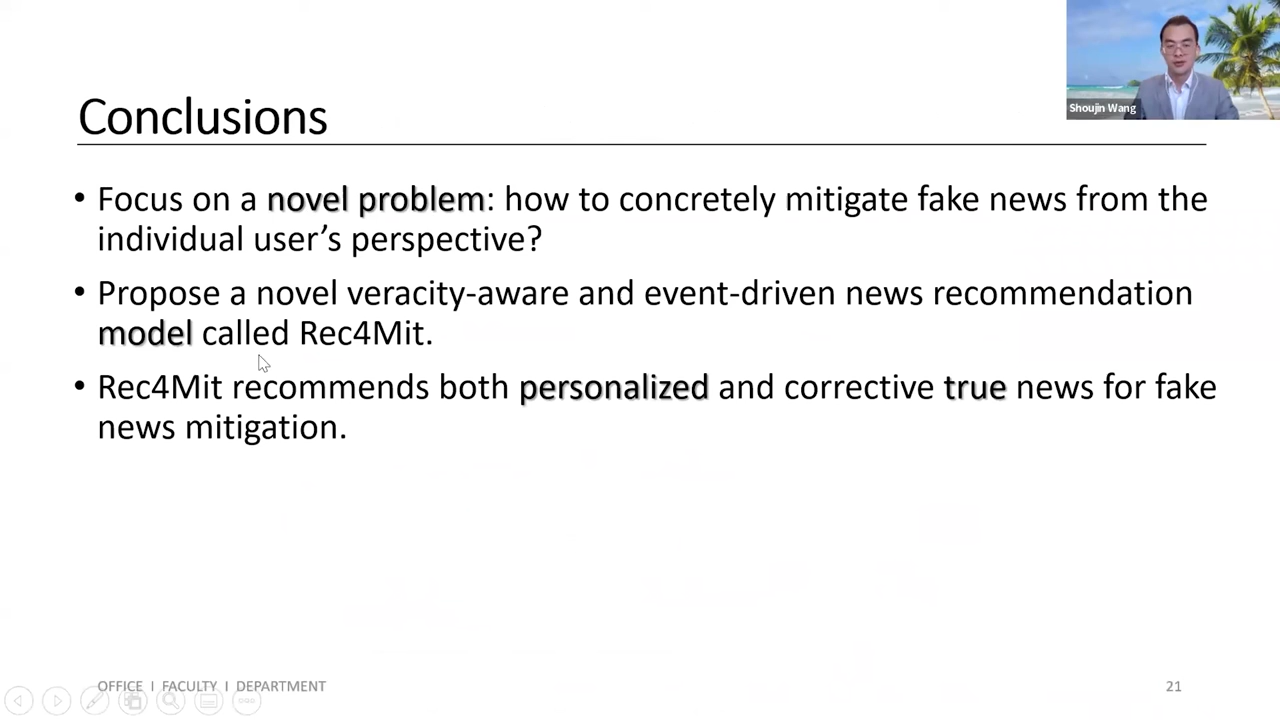 Shoujin Wang
Conclusions
• Focus on a novel problem: how to concretely mitigate fake news from the
individual user’s perspective?
• Propose a novel veracity-aware and event-driven news recommendation
model called Rec4Mit.
• Rec4Mit recommends both personalized and corrective true news for fake
news mitigation.
OFFICE I FACULTY I DEPARTMENT
21